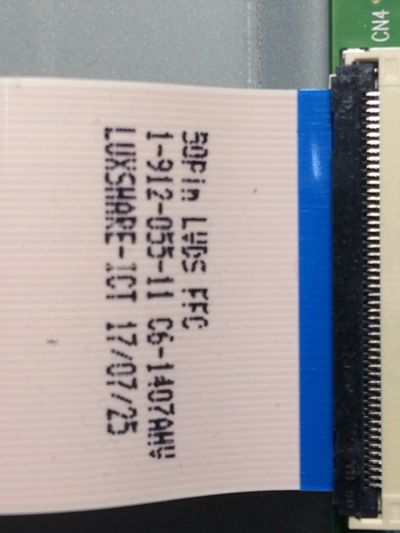 50Pin LVDS FFC
1-912-055-11 C6-1407AHV
LUXSHARE-ICT 17/07/25
CN4